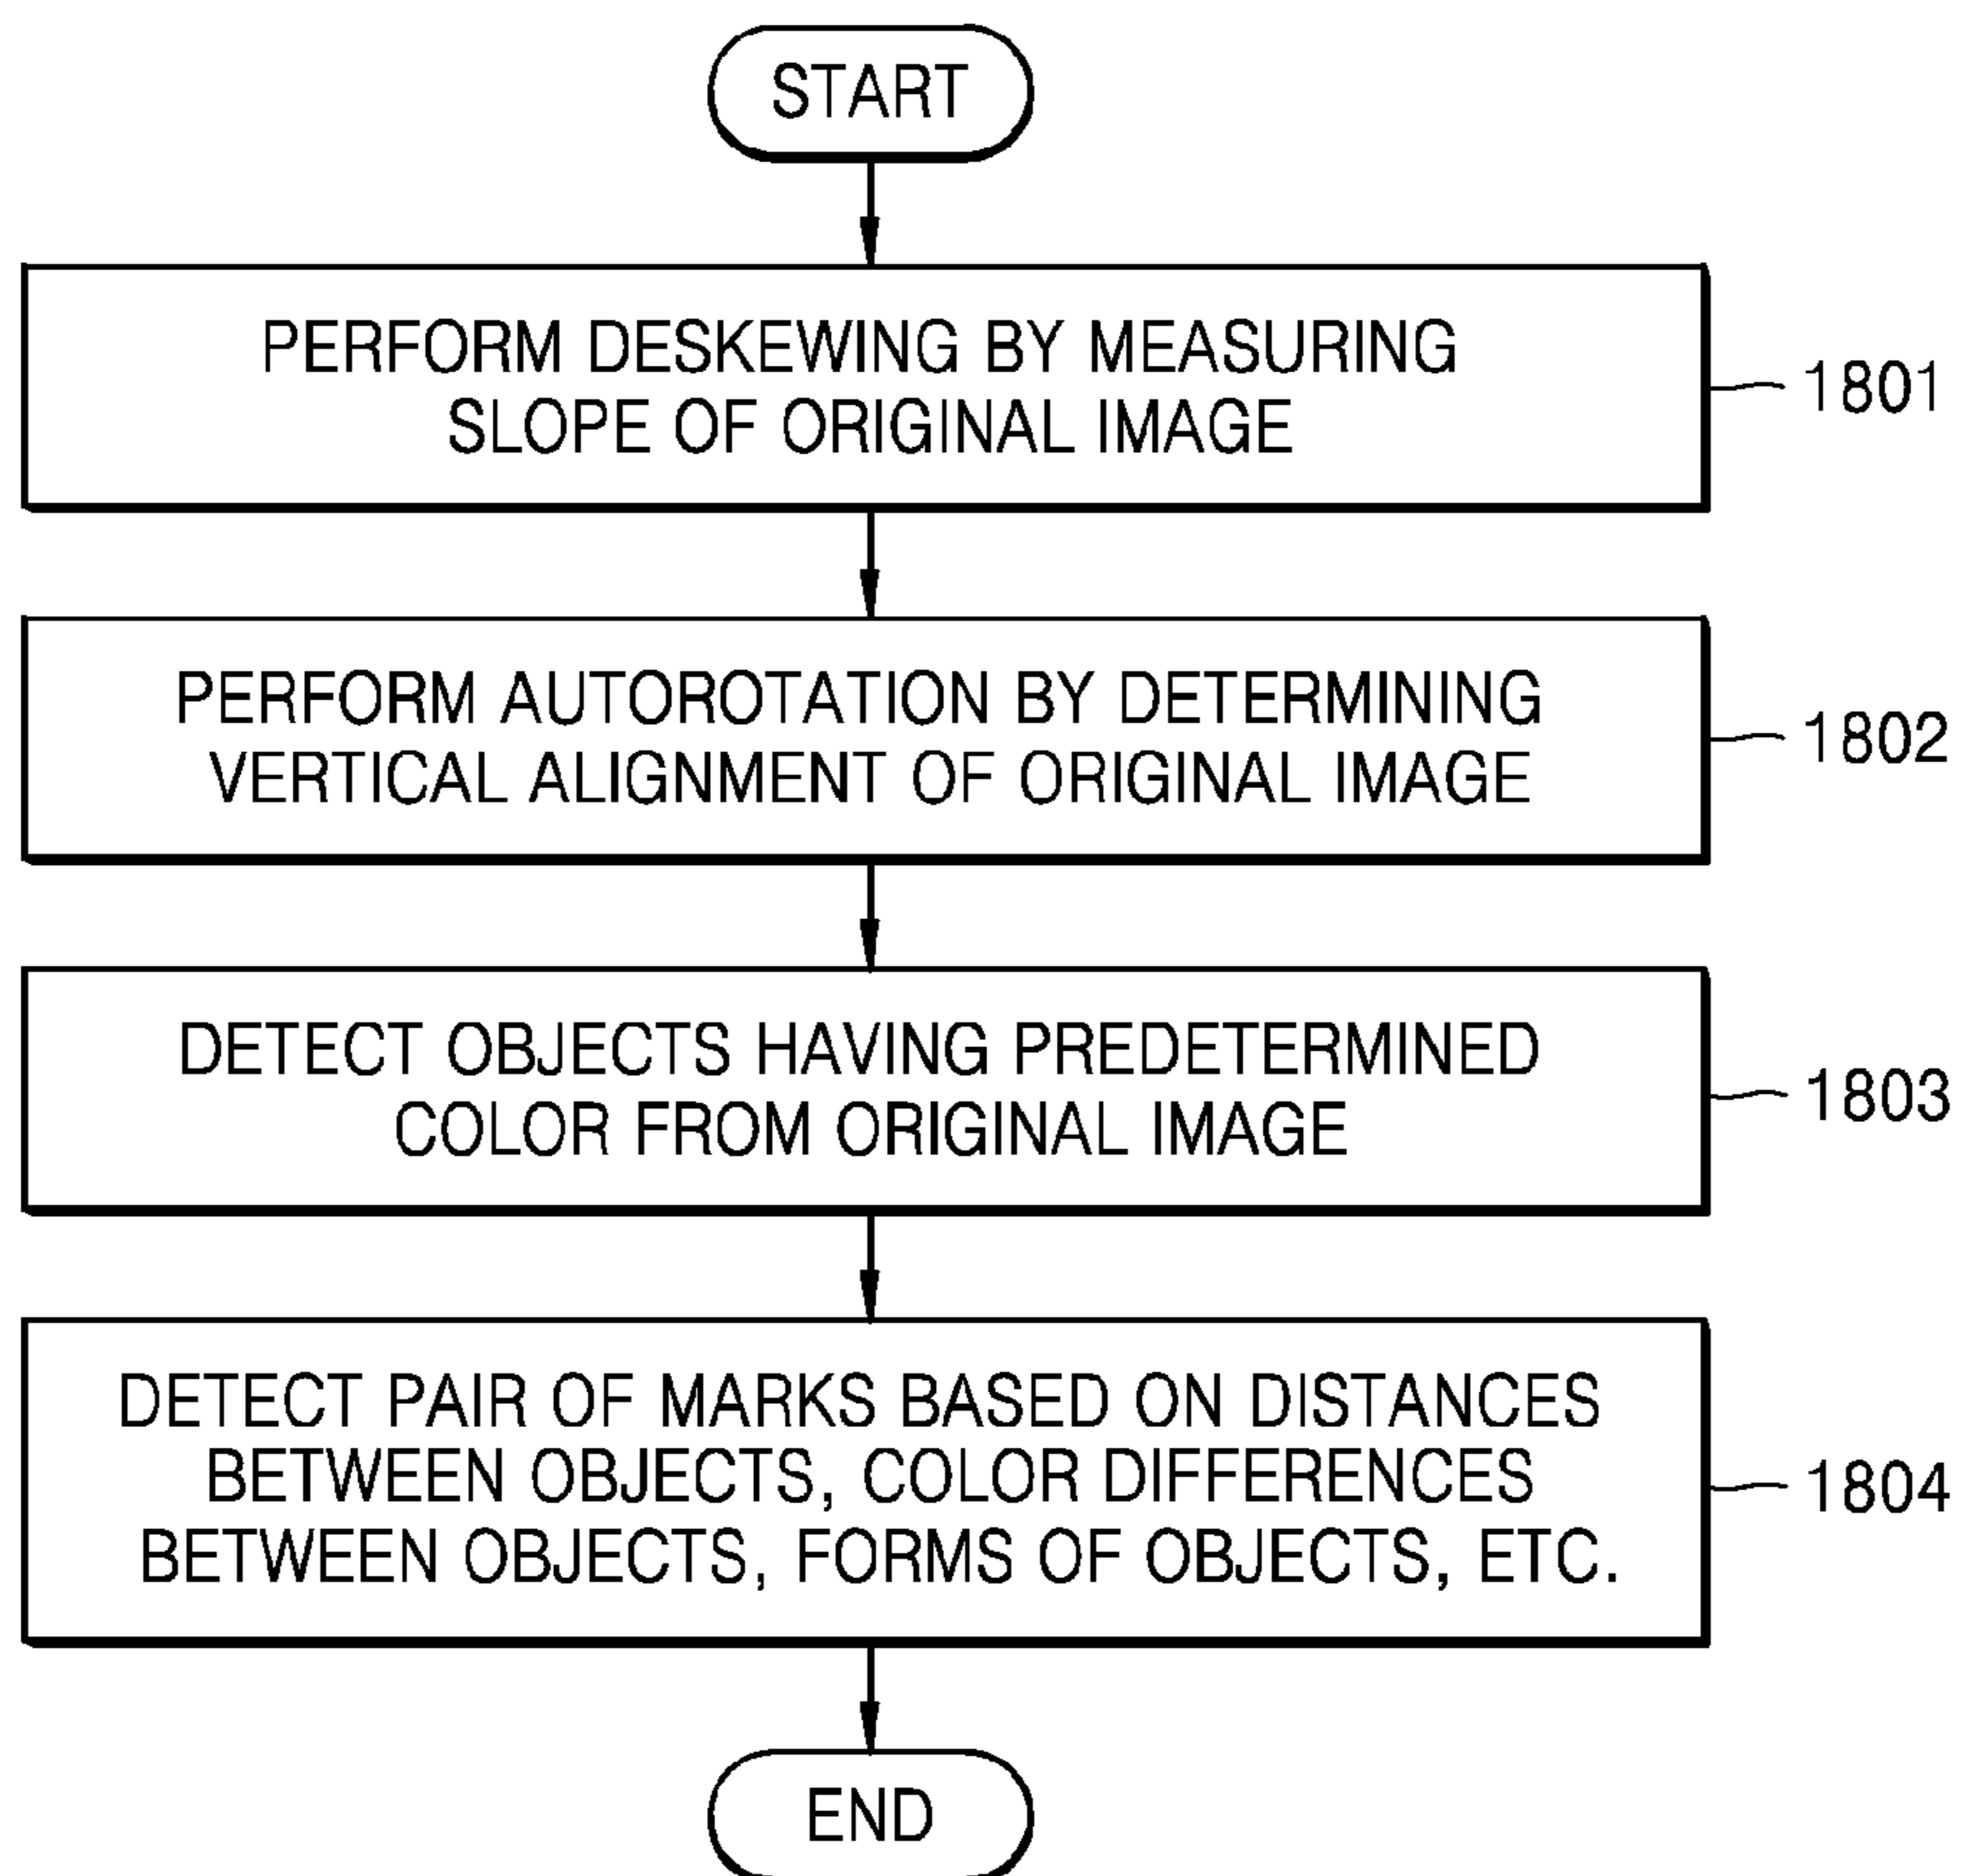 START
PERFORM DESKEWING BY MEASURING
SLOPE OF ORIGINAL IMAGE
1801
PERFORM AUTOROTATION BY DETERMINING
VERTICAL ALIGNMENT OF ORIGINAL IMAGE
1802
DETECT OBJECTS HAVING PREDETERMINED
COLOR FROM ORIGINAL IMAGE
1803
DETECT PAIR OF MARKS BASED ON DISTANCES
BETWEEN OBJECTS, COLOR DIFFERENCES
BETWEEN OBJECTS, FORMS OF OBJECTS, ETC.
1804
END